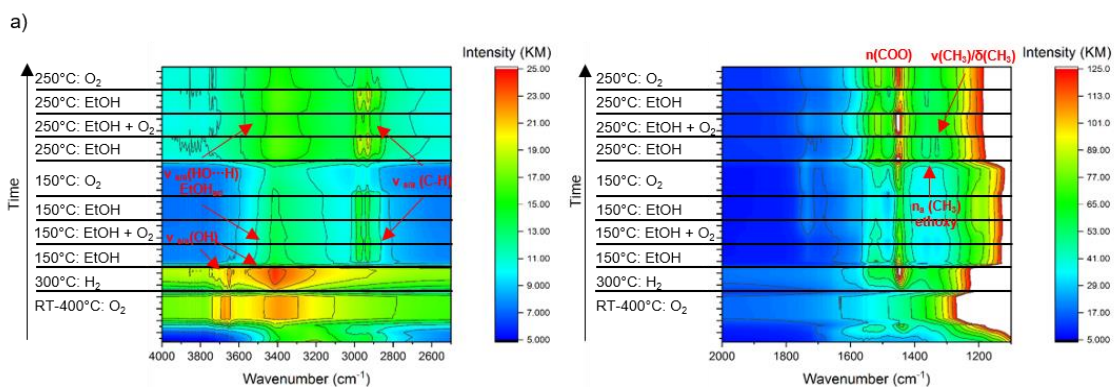 a)
Intensity (KM)
25.00
23.00
21.00
19.00
17.00
15.00
13.00
11.00
9.000
7.000
5.000
Time
250°C: O₂
250°C: EtOH
250°C: EtOH + O₂
250°C: EtOH
150°C: O₂
150°C: EtOH
150°C: EtOH + O₂
150°C: EtOH
300°C: H₂
RT-400°C: O₂
(HO···H)
EtOH
(C-H)
(OH)
4000 3600 3200 2800 2600
Wavenumber (cm⁻¹)
n(COO)
ν(CH₃)/δ(CH₃)
Intensity (KM)
125.0
113.0
101.0
89.00
77.00
65.00
53.00
41.00
29.00
17.00
5.000
Time
250°C: O₂
250°C: EtOH
250°C: EtOH + O₂
250°C: EtOH
150°C: O₂
150°C: EtOH
150°C: EtOH + O₂
150°C: EtOH
300°C: H₂
RT-400°C: O₂
nₛ (CH₃)
ethoxy
2000 1800 1600 1400 1200
Wavenumber (cm⁻¹)